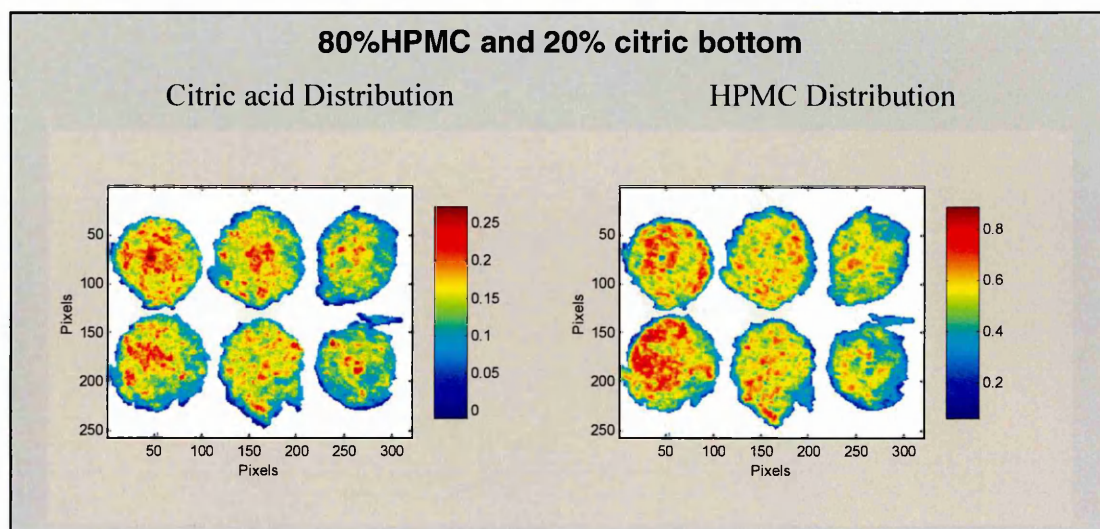 80%HPMC and 20% citric bottom
Citric acid Distribution
HPMC Distribution
50
100
150
200
250
Pixels
50 100 150 200 250 300
Pixels
0.25
0.2
0.15
0.1
0.05
0
50
100
150
200
250
Pixels
50 100 150 200 250 300
Pixels
0.8
0.6
0.4
0.2